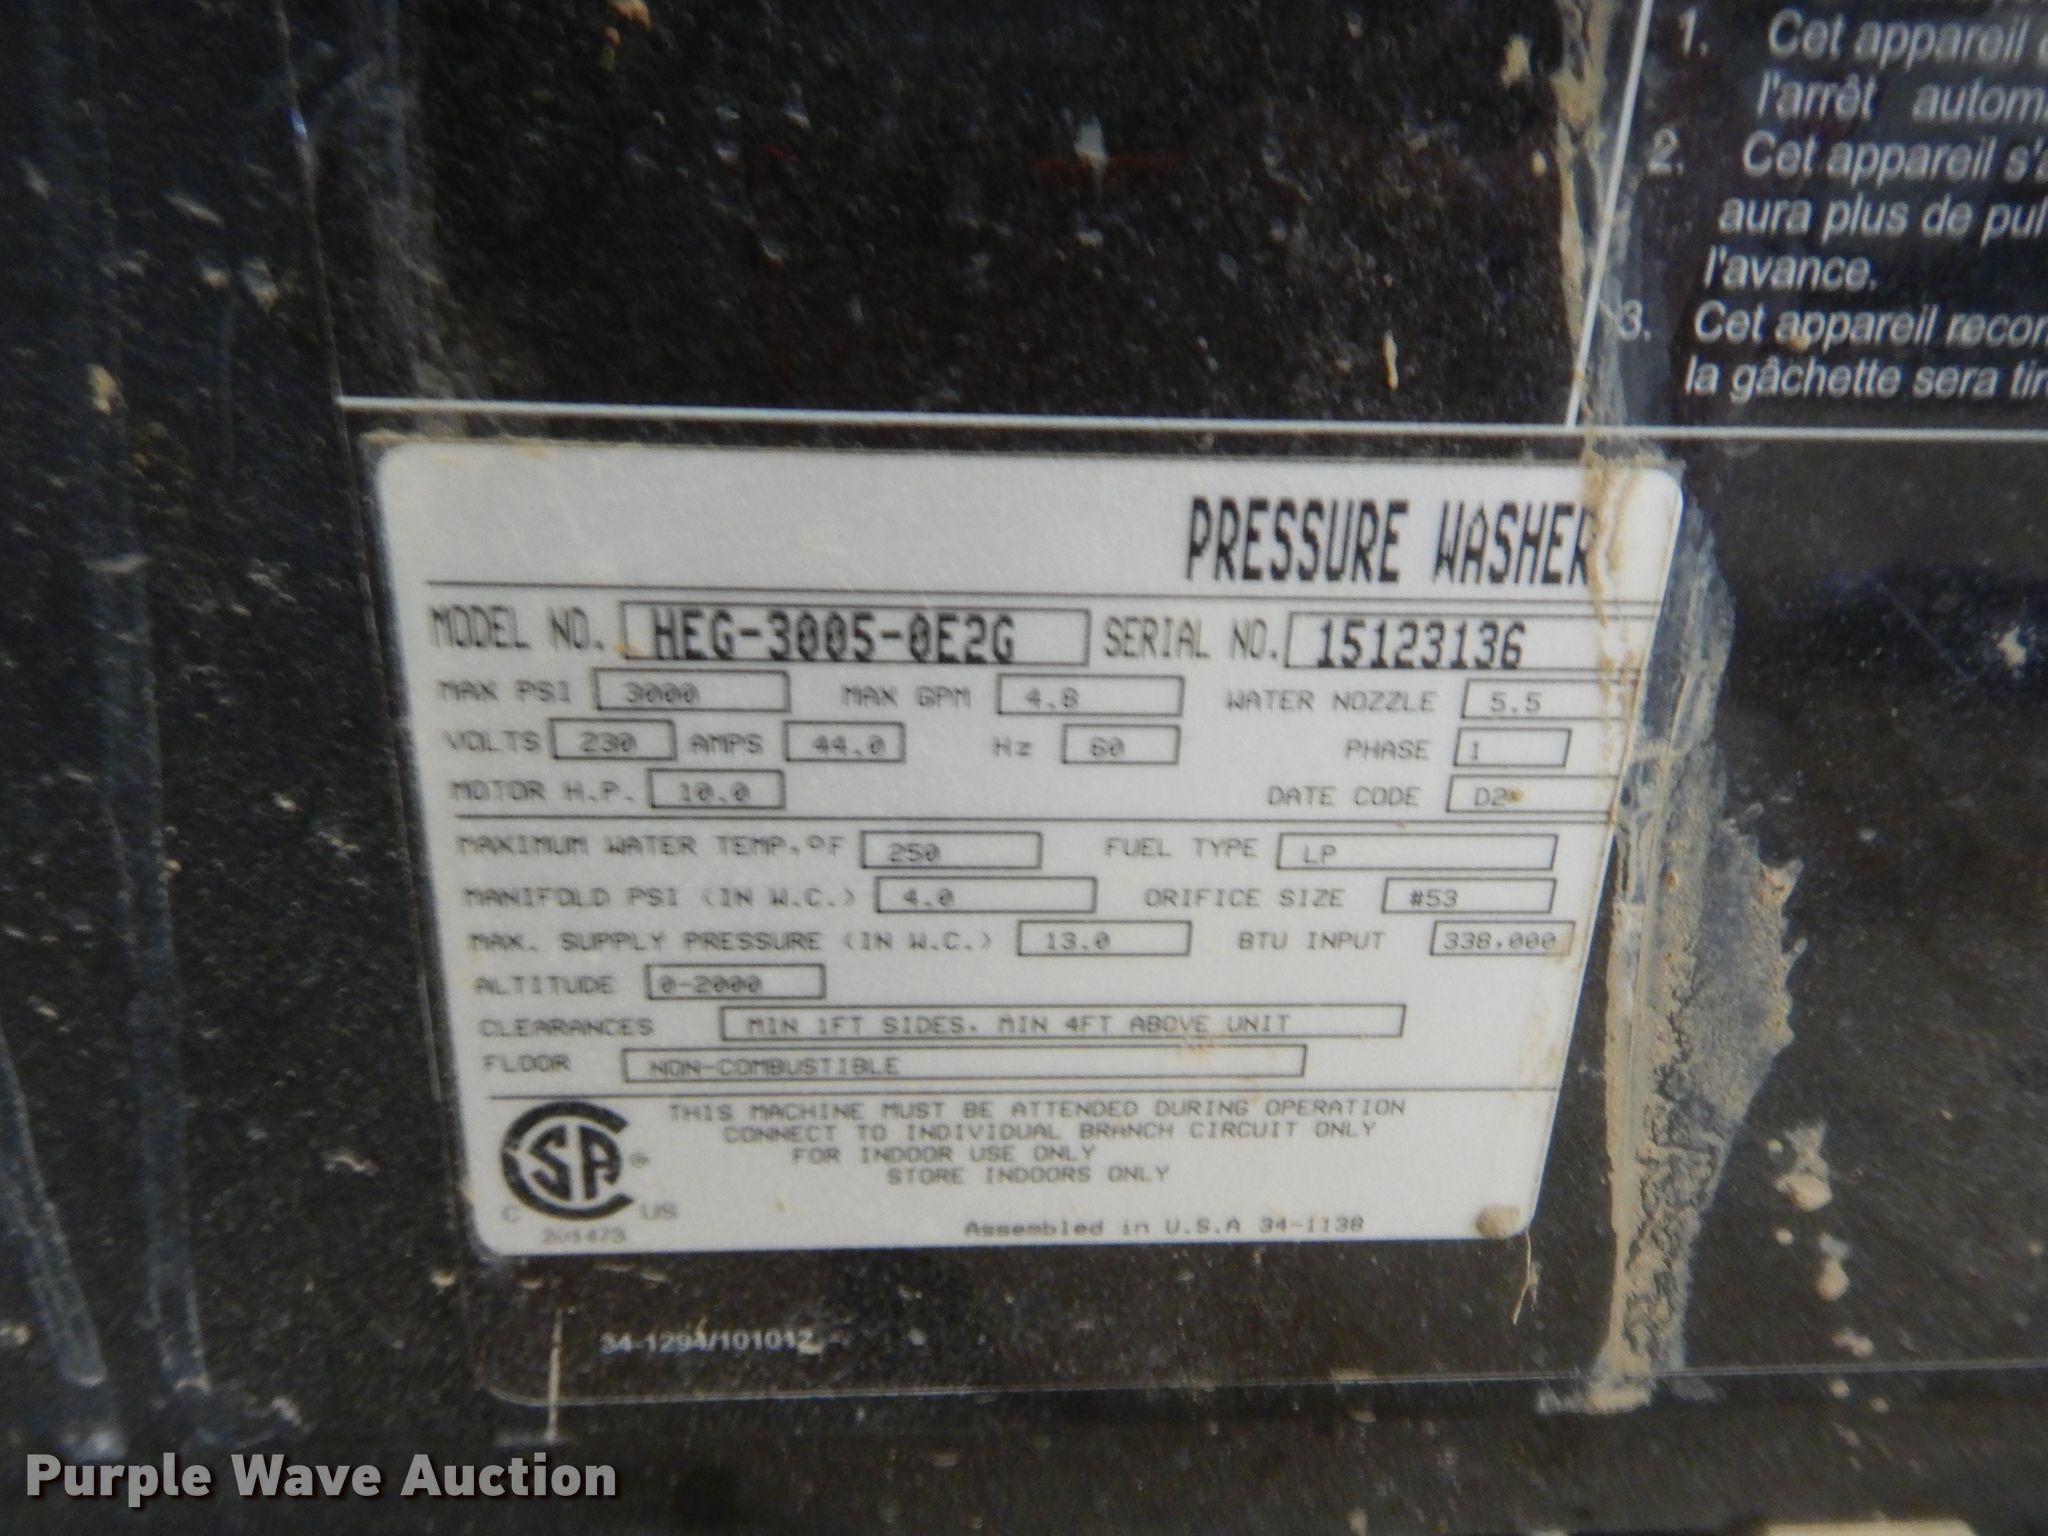 1. Cet appareil
l'arrêt autom
2. Cet appareil s'a
aura plus de pul
l'avance.
3. Cet appareil recon
la gâchette sera tir
PRESSURE WASHER
MODEL NO. HEG-3005-0E2G SERIAL NO. 15123136
MAX PSI 3000 MAX GPM 4.8 WATER NOZZLE 5.5
VOLTS 230 AMPS 44.0 Hz 60 PHASE 1
MOTOR H.P. 10.0 DATE CODE D2
MAXIMUM WATER TEMP.°F 250 FUEL TYPE LP
MANIFOLD PSI (IN W.C.) 4.0 ORIFICE SIZE #53
MAX. SUPPLY PRESSURE (IN W.C.) 13.0 BTU INPUT 338,000
ALTITUDE 0-2000
CLEARANCES MIN 1FT SIDES, MIN 4FT ABOVE UNIT
FLOOR NON-COMBUSTIBLE
THIS MACHINE MUST BE ATTENDED DURING OPERATION
CONNECT TO INDIVIDUAL BRANCH CIRCUIT ONLY
FOR INDOOR USE ONLY
STORE INDOORS ONLY
CSA ®
C US
201473
Assembled in U.S.A 34-1138
34-1294/101012
Purple Wave Auction